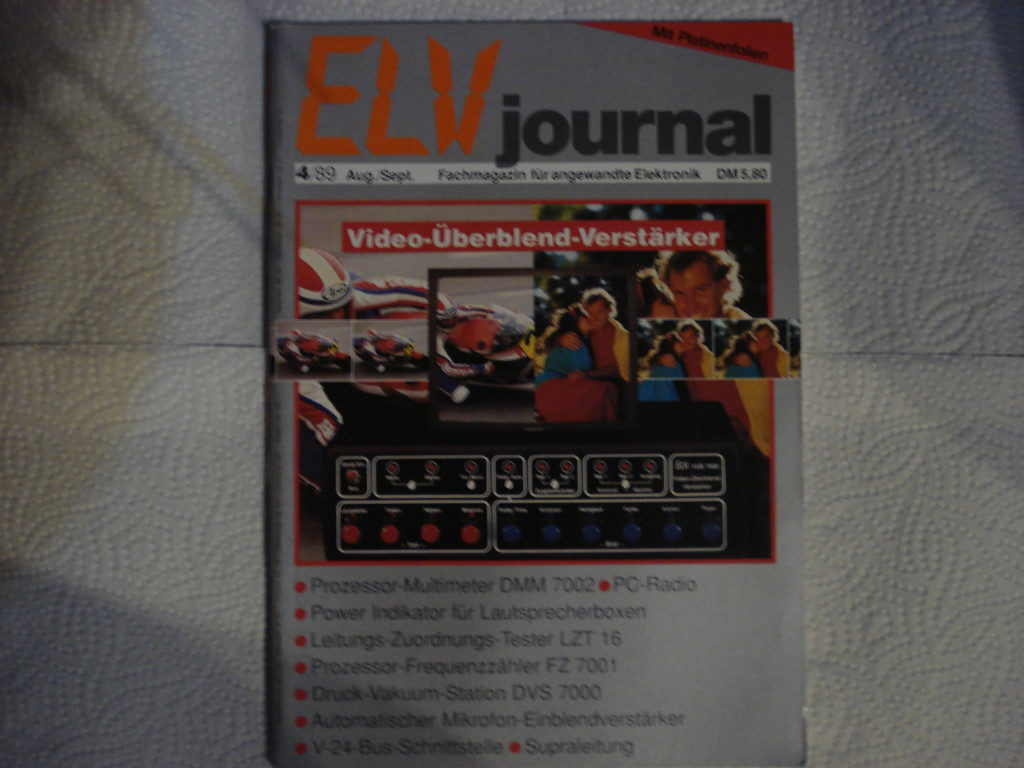 Mit Platinenfolien
ELV journal
4/89 Aug./Sept. Fachmagazin für angewandte Elektronik DM 5,80
Video-Überblend-Verstärker
• Prozessor-Multimeter DMM 7002 • PC-Radio
• Power Indikator für Lautsprecherboxen
• Leitungs-Zuordnungs-Tester LZT 16
• Prozessor-Frequenzzähler FZ 7001
• Druck-Vakuum-Station DVS 7000
• Automatischer Mikrofon-Einblendverstärker
• V-24-Bus-Schnittstelle • Supraleitung